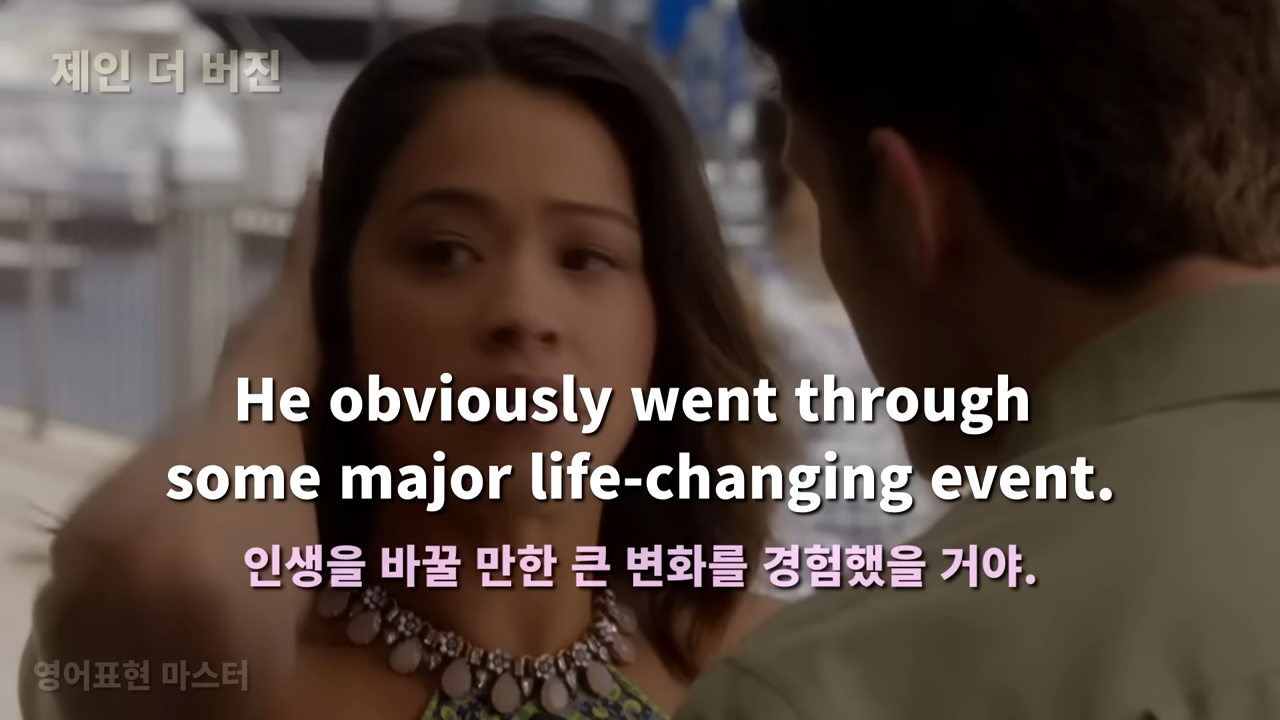 제인 더 버진
He obviously went through
some major life-changing event.
인생을 바꿀 만한 큰 변화를 경험했을 거야.
영어표현 마스터